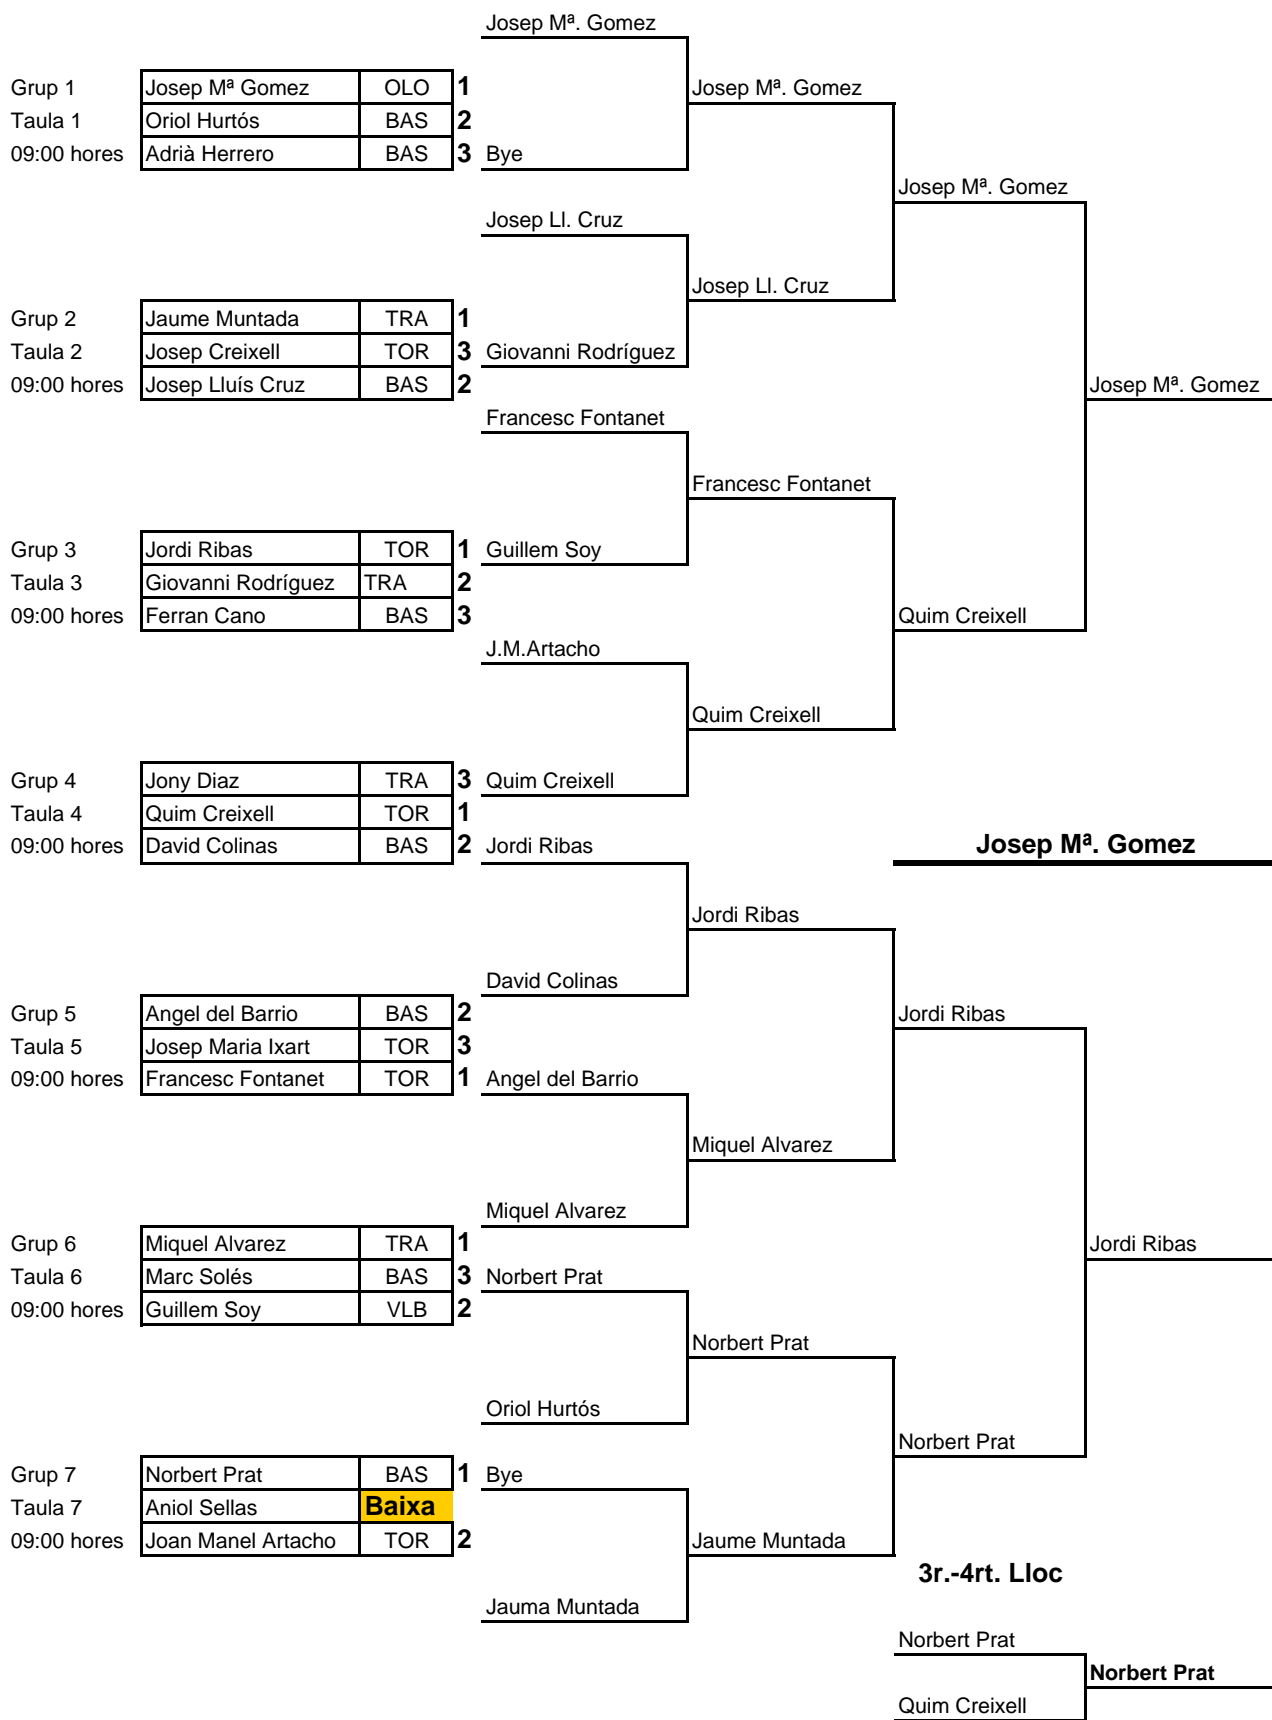 Josep Mª. Gomez
Grup 1 Josep Mª Gomez OLO 1 Josep Mª. Gomez
Taula 1 Oriol Hurtós BAS 2
09:00 hores Adrià Herrero BAS 3 Bye
Josep Mª. Gomez
Josep Ll. Cruz
Josep Ll. Cruz
Grup 2 Jaume Muntada TRA 1
Taula 2 Josep Creixell TOR 3 Giovanni Rodríguez
09:00 hores Josep Lluís Cruz BAS 2 Josep Mª. Gomez
Francesc Fontanet
Francesc Fontanet
Grup 3 Jordi Ribas TOR 1 Guillem Soy
Taula 3 Giovanni Rodríguez TRA 2
09:00 hores Ferran Cano BAS 3 Quim Creixell
J.M.Artacho
Quim Creixell
Grup 4 Jony Diaz TRA 3 Quim Creixell
Taula 4 Quim Creixell TOR 1
09:00 hores David Colinas BAS 2 Jordi Ribas Josep Mª. Gomez
Jordi Ribas
David Colinas
Grup 5 Angel del Barrio BAS 2 Jordi Ribas
Taula 5 Josep Maria Ixart TOR 3
09:00 hores Francesc Fontanet TOR 1 Angel del Barrio
Miquel Alvarez
Miquel Alvarez
Grup 6 Miquel Alvarez TRA 1 Jordi Ribas
Taula 6 Marc Solés BAS 3 Norbert Prat
09:00 hores Guillem Soy VLB 2
Norbert Prat
Oriol Hurtós
Norbert Prat
Grup 7 Norbert Prat BAS 1 Bye
Taula 7 Aniol Sellas Baixa
09:00 hores Joan Manel Artacho TOR 2 Jaume Muntada
3r.-4rt. Lloc
Jauma Muntada
Norbert Prat
Norbert Prat
Quim Creixell